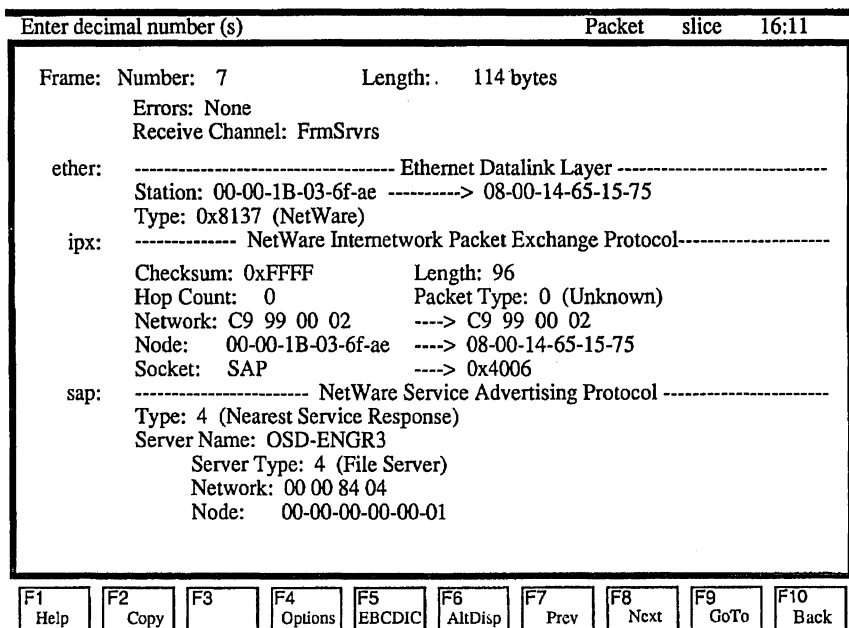 Enter decimal number (s) Packet slice 16:11
Frame: Number: 7 Length: . 114 bytes
Errors: None
Receive Channel: FrmSrvrs
ether: ---------------------------------- Ethernet Datalink Layer ---------------------------
Station: 00-00-1B-03-6f-ae ----------> 08-00-14-65-15-75
Type: 0x8137 (NetWare)
ipx: -------------- NetWare Internetwork Packet Exchange Protocol--------------------
Checksum: 0xFFFF Length: 96
Hop Count: 0 Packet Type: 0 (Unknown)
Network: C9 99 00 02 ----> C9 99 00 02
Node: 00-00-1B-03-6f-ae ----> 08-00-14-65-15-75
Socket: SAP ----> 0x4006
sap: ----------------------- NetWare Service Advertising Protocol ----------------------
Type: 4 (Nearest Service Response)
Server Name: OSD-ENGR3
Server Type: 4 (File Server)
Network: 00 00 84 04
Node: 00-00-00-00-00-01
F1 F2 F3 F4 F5 F6 F7 F8 F9 F10
Help Copy Options EBCDIC AltDisp Prev Next GoTo Back